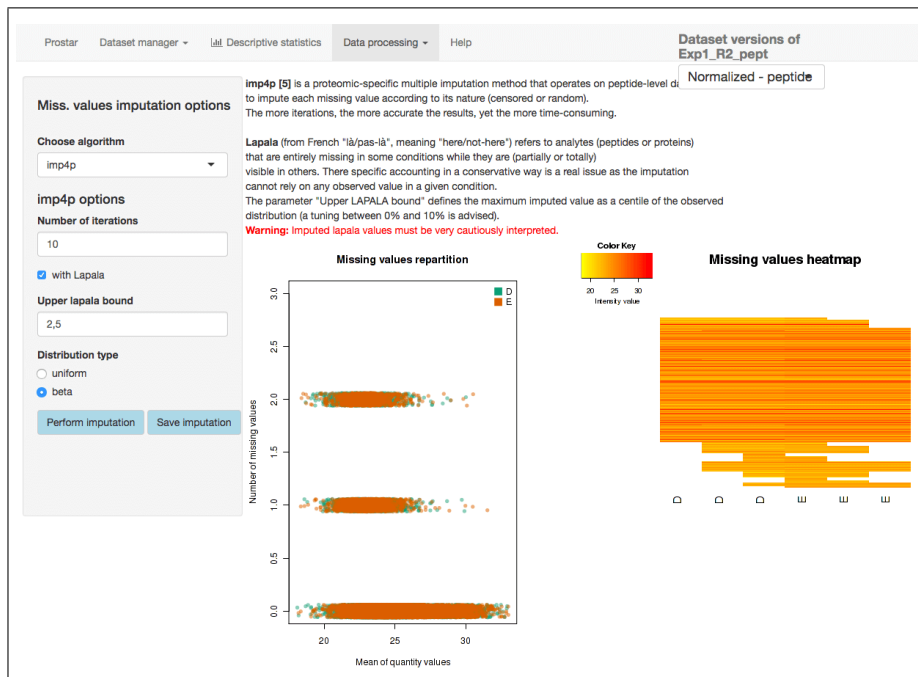 Prostar
Dataset manager
Descriptive statistics
Data processing
Help
Dataset versions of
Exp1_R2_pept
Normalized - peptide
Miss. values imputation options
Choose algorithm
imp4p
imp4p options
Number of iterations
10
with Lapala
Upper lapala bound
2,5
Distribution type
uniform
beta
Perform imputation
Save imputation
imp4p [5] is a proteomic-specific multiple imputation method that operates on peptide-level
to impute each missing value according to its nature (censored or random).
The more iterations, the more accurate the results, yet the more time-consuming.
Lapala (from French "là/pas-là", meaning "here/not-here") refers to analytes (peptides or proteins)
that are entirely missing in some conditions while they are (partially or totally)
visible in others. There specific accounting in a conservative way is a real issue as the imputation
cannot rely on any observed value in a given condition.
The parameter "Upper LAPALA bound" defines the maximum imputed value as a centile of the observed
distribution (a tuning between 0% and 10% is advised).
Warning: Imputed lapala values must be very cautiously interpreted.
Missing values repartition
D
E
Number of missing values
3.0
2.5
2.0
1.5
1.0
0.5
0.0
20 25 30
Mean of quantity values
Color Key
20 25 30
Intensity value
Missing values heatmap
D D D E E E